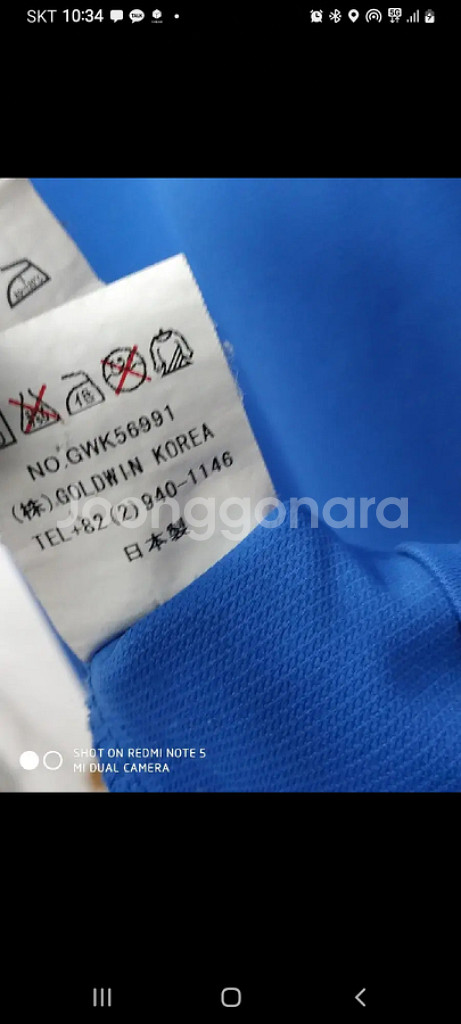 SKT 10:34
5G
NO.GWK56991
(株).GOLDWIN KOREA
TEL+82(2)940-1146
日本製
Joonggonara
SHOT ON REDMI NOTE 5
MI DUAL CAMERA